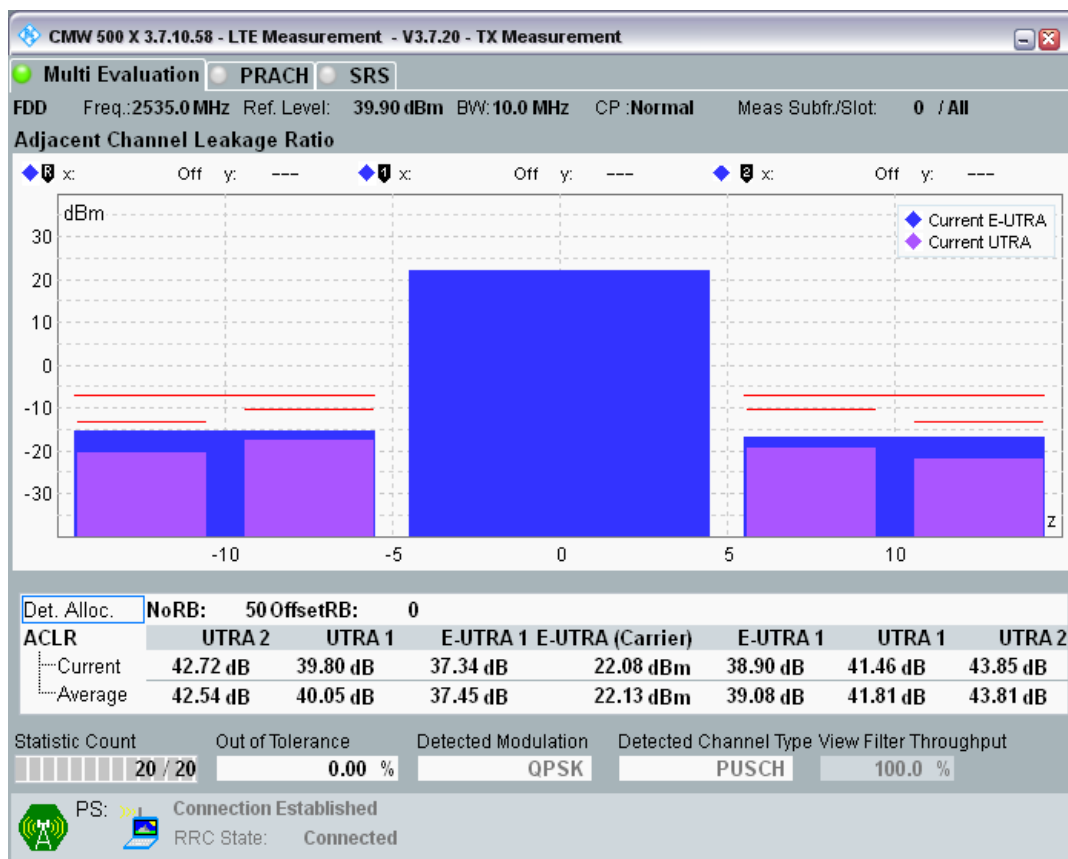 CMW 500 X 3.7.10.58 - LTE Measurement - V3.7.20 - TX Measurement
Multi Evaluation PRACH SRS
FDD Freq.:2535.0 MHz Ref. Level: 39.90 dBm BW: 10.0 MHz CP :Normal Meas Subfr./Slot: 0 / All
Adjacent Channel Leakage Ratio
R x: Off y: --- 1 x: Off y: --- 2 x: Off y: ---
dBm
Current E-UTRA
Current UTRA
30
20
10
0
-10
-20
-30
z
-10 -5 0 5 10
Det. Alloc. NoRB: 50 OffsetRB: 0
ACLR UTRA 2 UTRA 1 E-UTRA 1 E-UTRA (Carrier) E-UTRA 1 UTRA 1 UTRA 2
Current 42.72 dB 39.80 dB 37.34 dB 22.08 dBm 38.90 dB 41.46 dB 43.85 dB
Average 42.54 dB 40.05 dB 37.45 dB 22.13 dBm 39.08 dB 41.81 dB 43.81 dB
Statistic Count Out of Tolerance Detected Modulation Detected Channel Type View Filter Throughput
20 / 20 0.00 % QPSK PUSCH 100.0 %
PS: Connection Established
RRC State: Connected